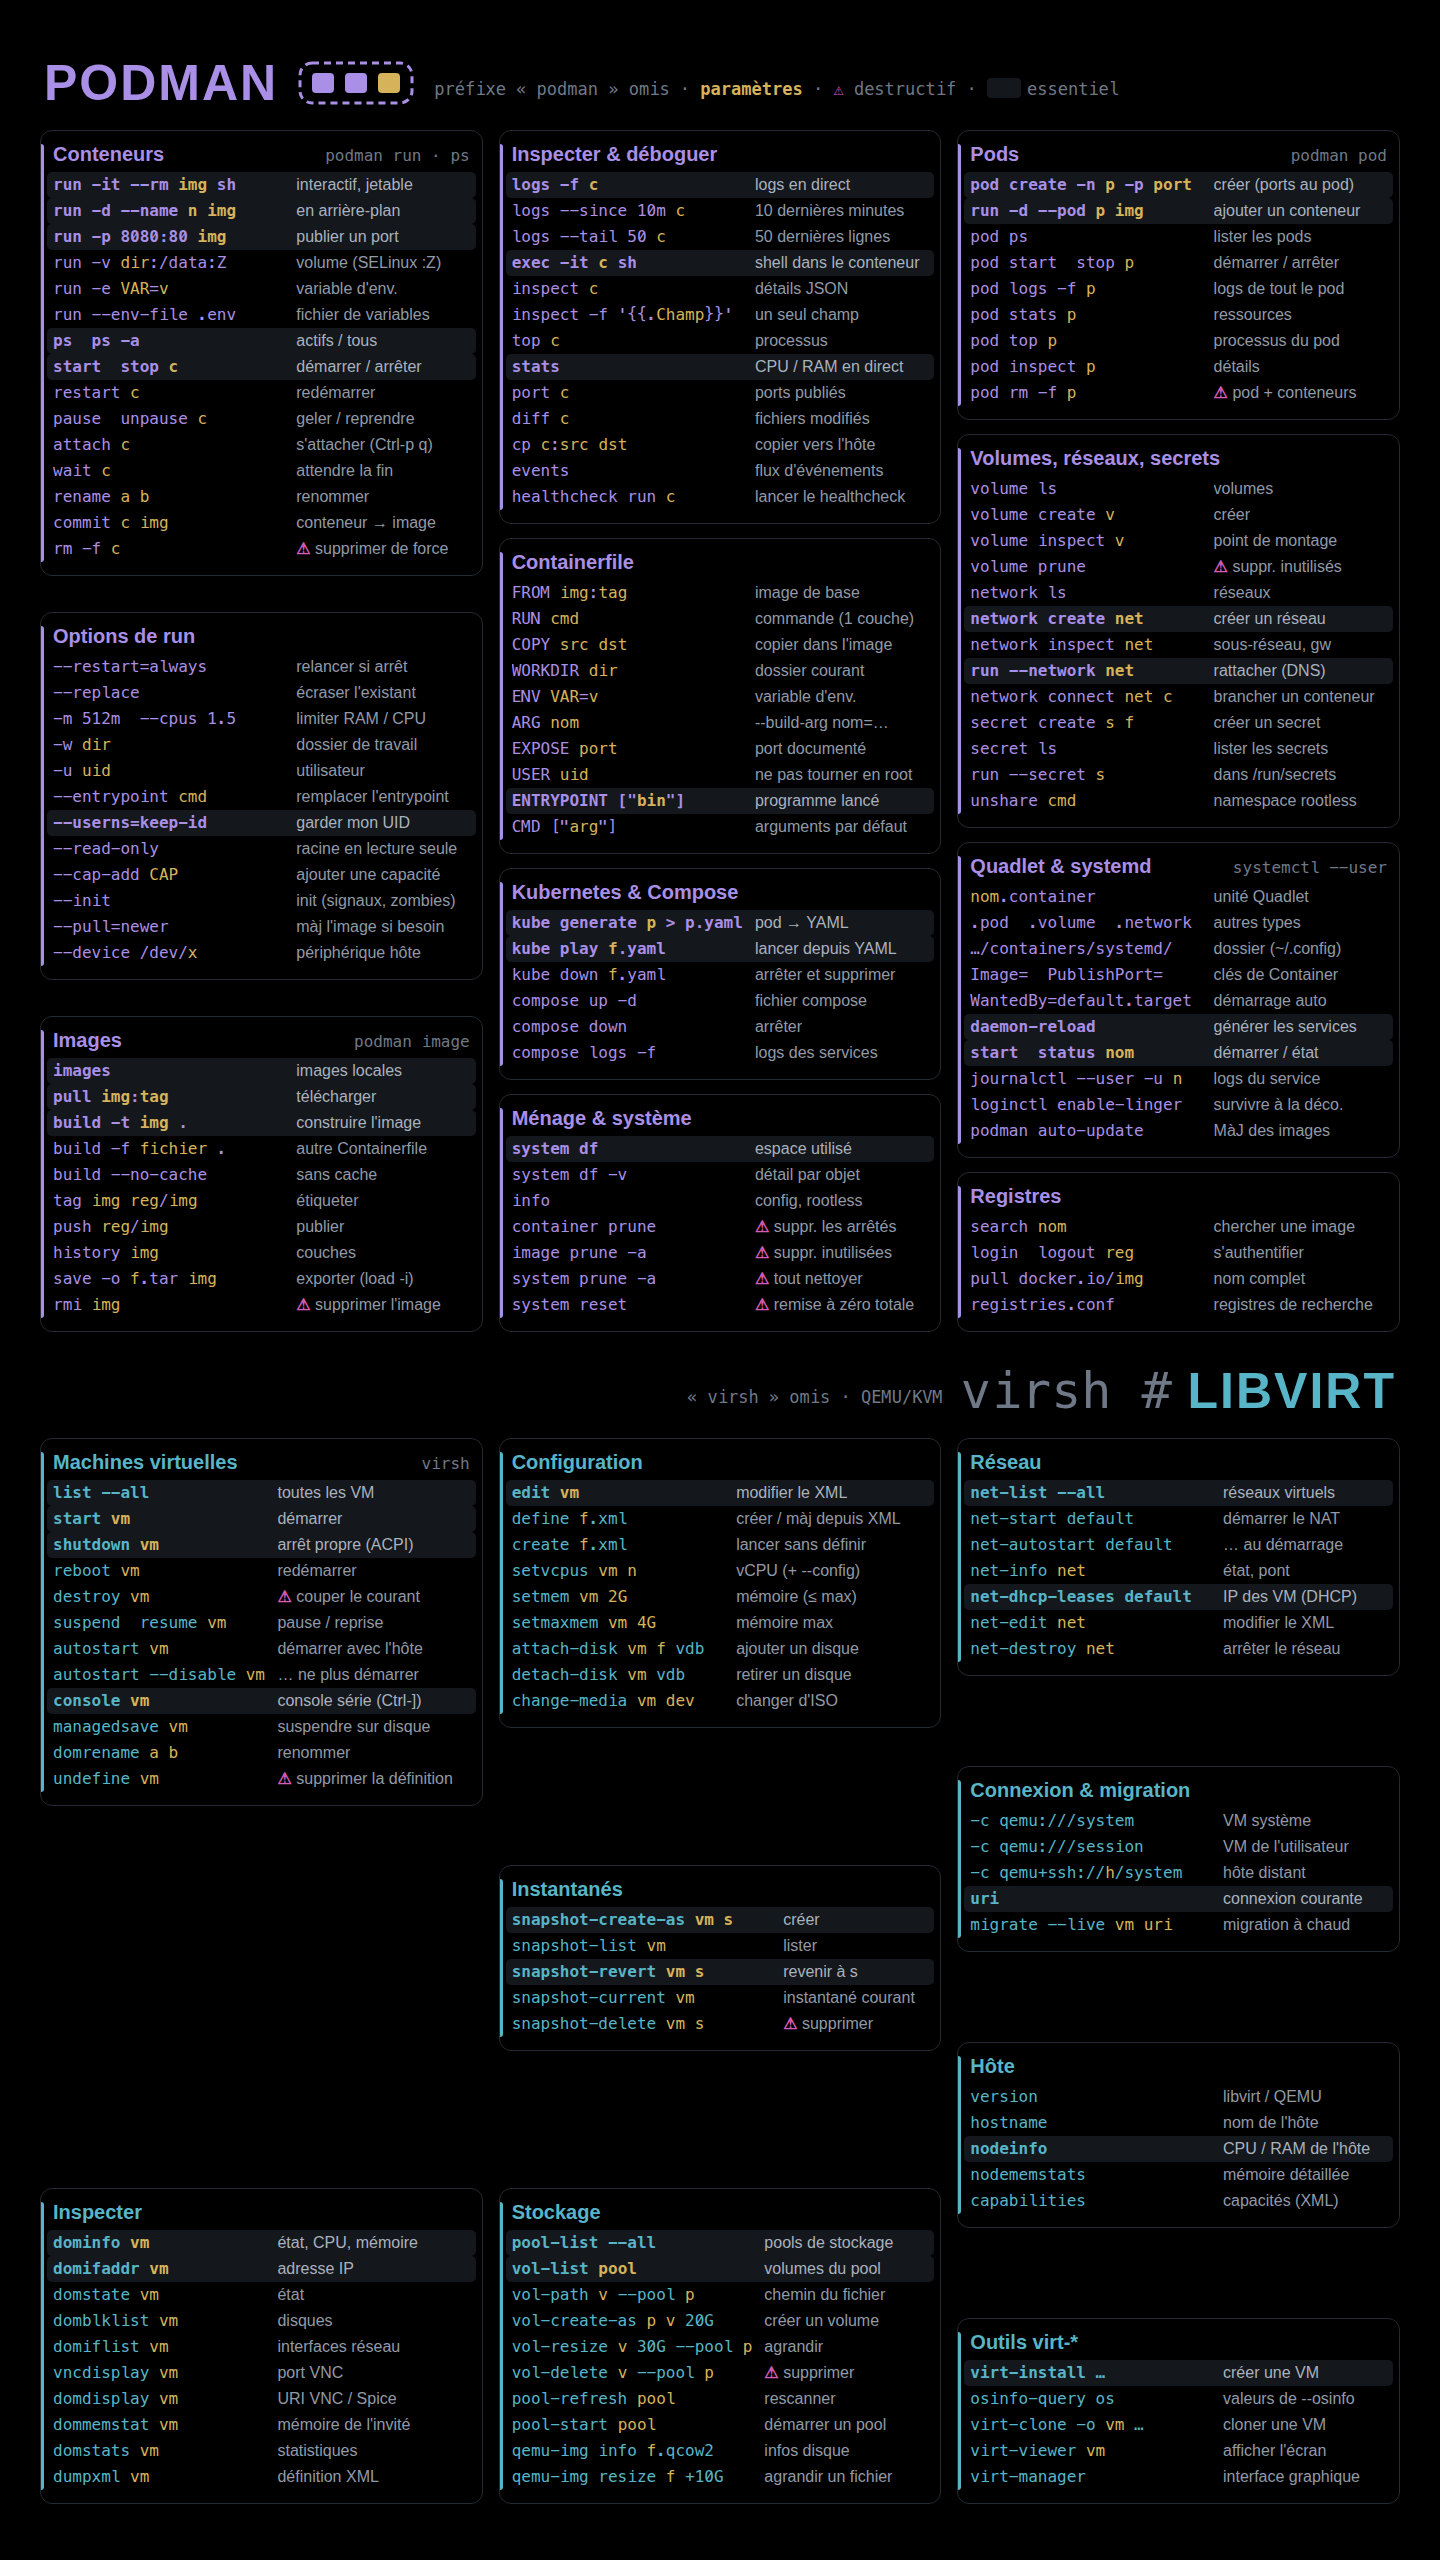 PODMAN préfixe « podman » omis · paramètres · ⚠ destructif · essentiel
Conteneurs podman run · ps
run −it −−rm img sh interactif, jetable
run −d −−name n img en arrière-plan
run −p 8080:80 img publier un port
run −v dir:/data:Z volume (SELinux :Z)
run −e VAR=v variable d'env.
run −−env−file .env fichier de variables
ps ps −a actifs / tous
start stop c démarrer / arrêter
restart c redémarrer
pause unpause c geler / reprendre
attach c s'attacher (Ctrl-p q)
wait c attendre la fin
rename a b renommer
commit c img conteneur → image
rm −f c ⚠ supprimer de force
Options de run
−−restart=always relancer si arrêt
−−replace écraser l'existant
−m 512m −−cpus 1.5 limiter RAM / CPU
−w dir dossier de travail
−u uid utilisateur
−−entrypoint cmd remplacer l'entrypoint
−−userns=keep−id garder mon UID
−−read−only racine en lecture seule
−−cap−add CAP ajouter une capacité
−−init init (signaux, zombies)
−−pull=newer màj l'image si besoin
−−device /dev/x périphérique hôte
Images podman image
images images locales
pull img:tag télécharger
build −t img . construire l'image
build −f fichier . autre Containerfile
build −−no−cache sans cache
tag img reg/img étiqueter
push reg/img publier
history img couches
save −o f.tar img exporter (load -i)
rmi img ⚠ supprimer l'image
Inspecter & déboguer
logs −f c logs en direct
logs −−since 10m c 10 dernières minutes
logs −−tail 50 c 50 dernières lignes
exec −it c sh shell dans le conteneur
inspect c détails JSON
inspect −f '{{.Champ}}' un seul champ
top c processus
stats CPU / RAM en direct
port c ports publiés
diff c fichiers modifiés
cp c:src dst copier vers l'hôte
events flux d'événements
healthcheck run c lancer le healthcheck
Containerfile
FROM img:tag image de base
RUN cmd commande (1 couche)
COPY src dst copier dans l'image
WORKDIR dir dossier courant
ENV VAR=v variable d'env.
ARG nom --build-arg nom=…
EXPOSE port port documenté
USER uid ne pas tourner en root
ENTRYPOINT ["bin"] programme lancé
CMD ["arg"] arguments par défaut
Kubernetes & Compose
kube generate p > p.yaml pod → YAML
kube play f.yaml lancer depuis YAML
kube down f.yaml arrêter et supprimer
compose up −d fichier compose
compose down arrêter
compose logs −f logs des services
Ménage & système
system df espace utilisé
system df −v détail par objet
info config, rootless
container prune ⚠ suppr. les arrêtés
image prune −a ⚠ suppr. inutilisées
system prune −a ⚠ tout nettoyer
system reset ⚠ remise à zéro totale
Pods podman pod
pod create −n p −p port créer (ports au pod)
run −d −−pod p img ajouter un conteneur
pod ps lister les pods
pod start stop p démarrer / arrêter
pod logs −f p logs de tout le pod
pod stats p ressources
pod top p processus du pod
pod inspect p détails
pod rm −f p ⚠ pod + conteneurs
Volumes, réseaux, secrets
volume ls volumes
volume create v créer
volume inspect v point de montage
volume prune ⚠ suppr. inutilisés
network ls réseaux
network create net créer un réseau
network inspect net sous-réseau, gw
run −−network net rattacher (DNS)
network connect net c brancher un conteneur
secret create s f créer un secret
secret ls lister les secrets
run −−secret s dans /run/secrets
unshare cmd namespace rootless
Quadlet & systemd systemctl −−user
nom.container unité Quadlet
.pod .volume .network autres types
…/containers/systemd/ dossier (~/.config)
Image= PublishPort= clés de Container
WantedBy=default.target démarrage auto
daemon−reload générer les services
start status nom démarrer / état
journalctl −−user −u n logs du service
loginctl enable−linger survivre à la déco.
podman auto−update MàJ des images
Registres
search nom chercher une image
login logout reg s'authentifier
pull docker.io/img nom complet
registries.conf registres de recherche
« virsh » omis · QEMU/KVM virsh # LIBVIRT
Machines virtuelles virsh
list −−all toutes les VM
start vm démarrer
shutdown vm arrêt propre (ACPI)
reboot vm redémarrer
destroy vm ⚠ couper le courant
suspend resume vm pause / reprise
autostart vm démarrer avec l'hôte
autostart −−disable vm … ne plus démarrer
console vm console série (Ctrl-])
managedsave vm suspendre sur disque
domrename a b renommer
undefine vm ⚠ supprimer la définition
Inspecter
dominfo vm état, CPU, mémoire
domifaddr vm adresse IP
domstate vm état
domblklist vm disques
domiflist vm interfaces réseau
vncdisplay vm port VNC
domdisplay vm URI VNC / Spice
dommemstat vm mémoire de l'invité
domstats vm statistiques
dumpxml vm définition XML
Configuration
edit vm modifier le XML
define f.xml créer / màj depuis XML
create f.xml lancer sans définir
setvcpus vm n vCPU (+ --config)
setmem vm 2G mémoire (≤ max)
setmaxmem vm 4G mémoire max
attach−disk vm f vdb ajouter un disque
detach−disk vm vdb retirer un disque
change−media vm dev changer d'ISO
Instantanés
snapshot−create−as vm s créer
snapshot−list vm lister
snapshot−revert vm s revenir à s
snapshot−current vm instantané courant
snapshot−delete vm s ⚠ supprimer
Stockage
pool−list −−all pools de stockage
vol−list pool volumes du pool
vol−path v −−pool p chemin du fichier
vol−create−as p v 20G créer un volume
vol−resize v 30G −−pool p agrandir
vol−delete v −−pool p ⚠ supprimer
pool−refresh pool rescanner
pool−start pool démarrer un pool
qemu−img info f.qcow2 infos disque
qemu−img resize f +10G agrandir un fichier
Réseau
net−list −−all réseaux virtuels
net−start default démarrer le NAT
net−autostart default … au démarrage
net−info net état, pont
net−dhcp−leases default IP des VM (DHCP)
net−edit net modifier le XML
net−destroy net arrêter le réseau
Connexion & migration
−c qemu:///system VM système
−c qemu:///session VM de l'utilisateur
−c qemu+ssh://h/system hôte distant
uri connexion courante
migrate −−live vm uri migration à chaud
Hôte
version libvirt / QEMU
hostname nom de l'hôte
nodeinfo CPU / RAM de l'hôte
nodememstats mémoire détaillée
capabilities capacités (XML)
Outils virt-*
virt−install … créer une VM
osinfo−query os valeurs de --osinfo
virt−clone −o vm … cloner une VM
virt−viewer vm afficher l'écran
virt−manager interface graphique